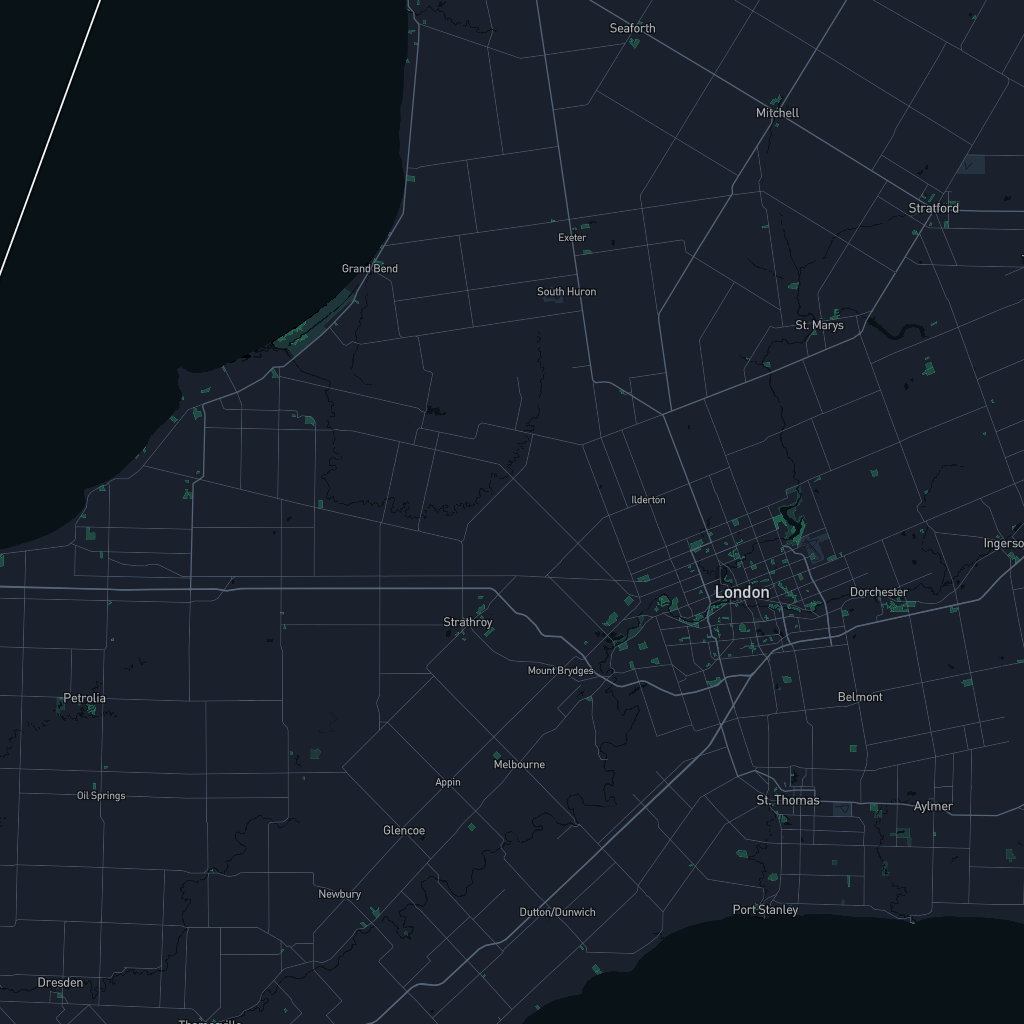 Seaforth
Mitchell
Stratford
Exeter
Grand Bend
South Huron
St. Marys
Ilderton
Ingerso
London
Dorchester
Strathroy
Mount Brydges
Petrolia
Belmont
Melbourne
Appin
Oil Springs
St. Thomas
Aylmer
Glencoe
Newbury
Dutton/Dunwich
Port Stanley
Dresden